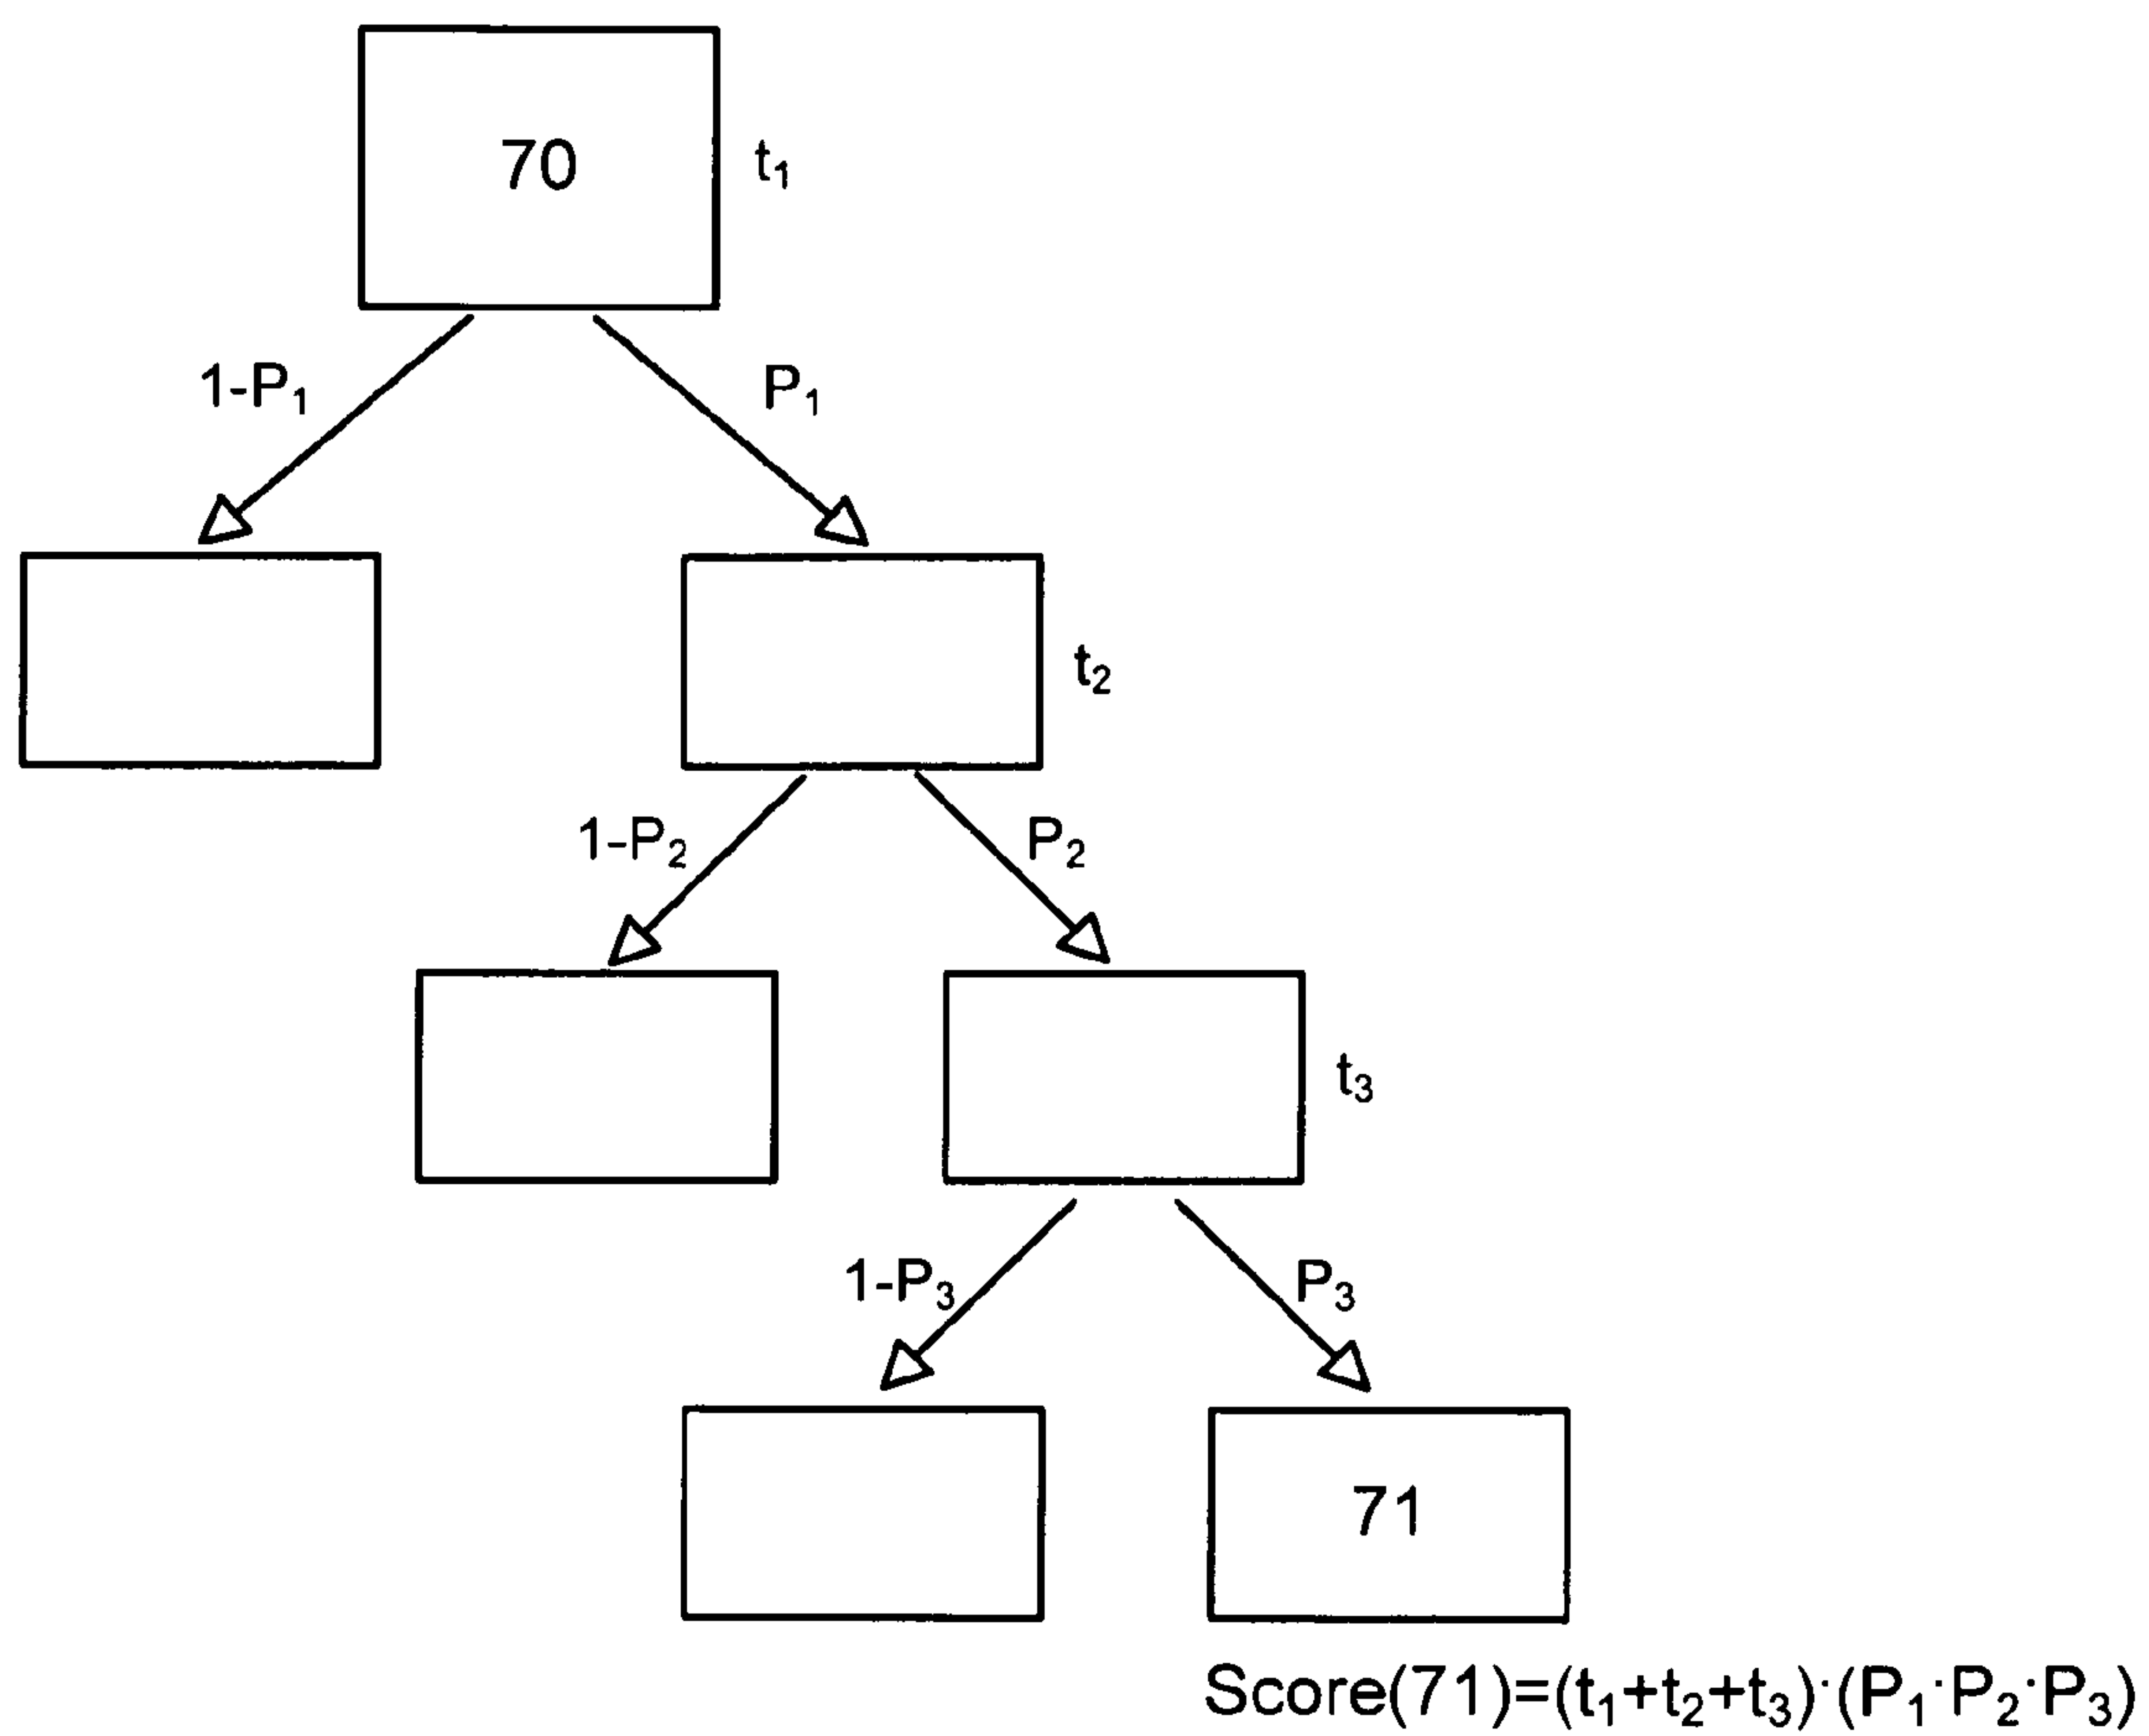 70
t₁
1-P₁
P₁
t₂
1-P₂
P₂
t₃
1-P₃
P₃
71
Score(71)=(t₁+t₂+t₃)·(P₁·P₂·P₃)